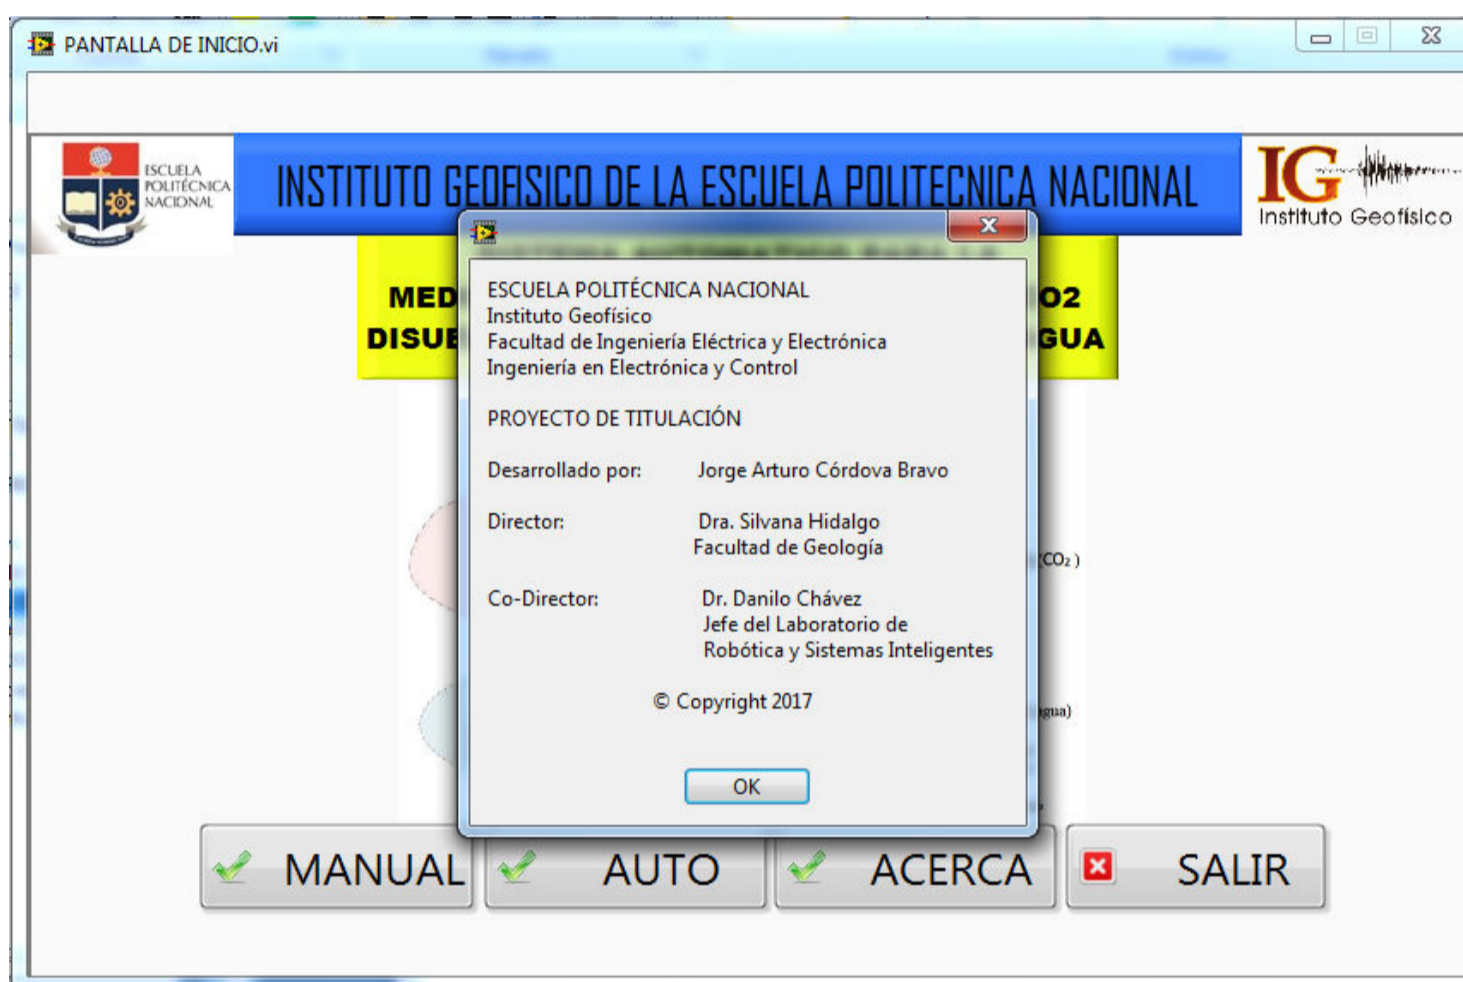 PANTALLA DE INICIO.vi
ESCUELA
POLITÉCNICA
NACIONAL
INSTITUTO GEOFISICO DE LA ESCUELA POLITECNICA NACIONAL
IG
Instituto Geofísico
MED
O2
DISUE
GUA
ESCUELA POLITÉCNICA NACIONAL
Instituto Geofísico
Facultad de Ingeniería Eléctrica y Electrónica
Ingeniería en Electrónica y Control
PROYECTO DE TITULACIÓN
Desarrollado por: Jorge Arturo Córdova Bravo
Director: Dra. Silvana Hidalgo
Facultad de Geología
(CO₂ )
Co-Director: Dr. Danilo Chávez
Jefe del Laboratorio de
Robótica y Sistemas Inteligentes
© Copyright 2017
agua)
OK
MANUAL AUTO ACERCA SALIR